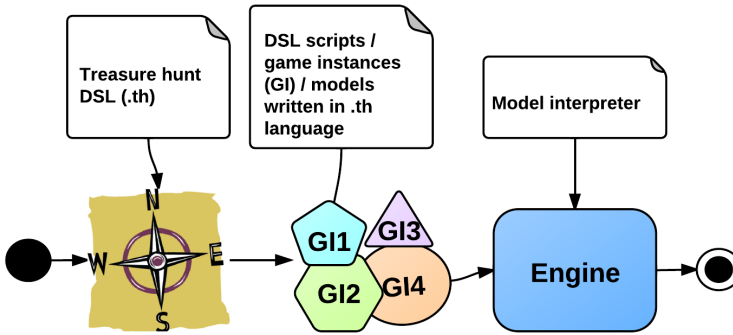 Treasure hunt
DSL (.th)
DSL scripts /
game instances
(GI) / models
written in .th
language
Model interpreter
N
W
E
S
GI1
GI3
GI2
GI4
Engine